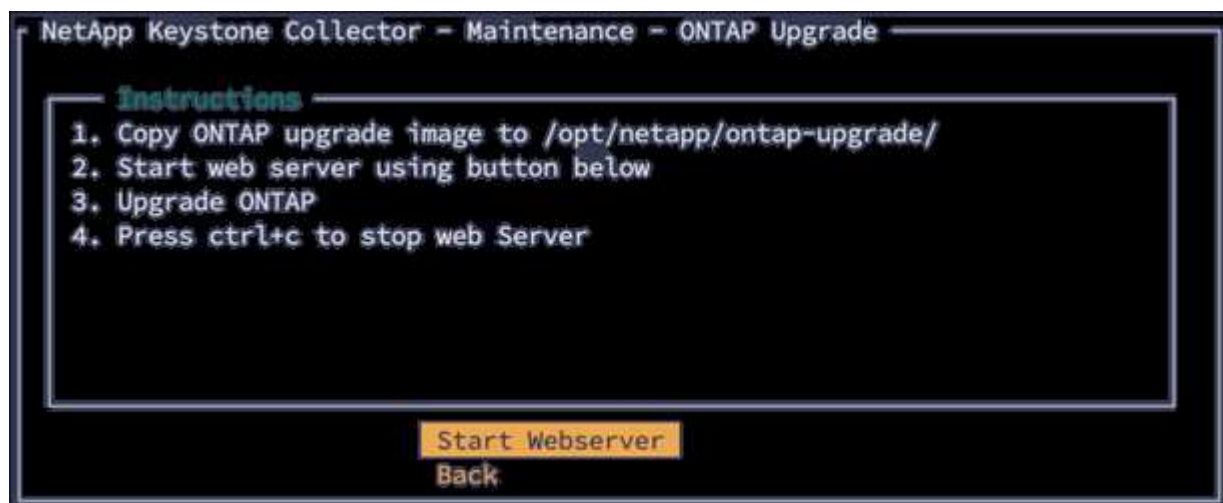 NetApp Keystone Collector - Maintenance - ONTAP Upgrade
Instructions
1. Copy ONTAP upgrade image to /opt/netapp/ontap-upgrade/
2. Start web server using button below
3. Upgrade ONTAP
4. Press ctrl+c to stop web Server
Start Webserver
Back